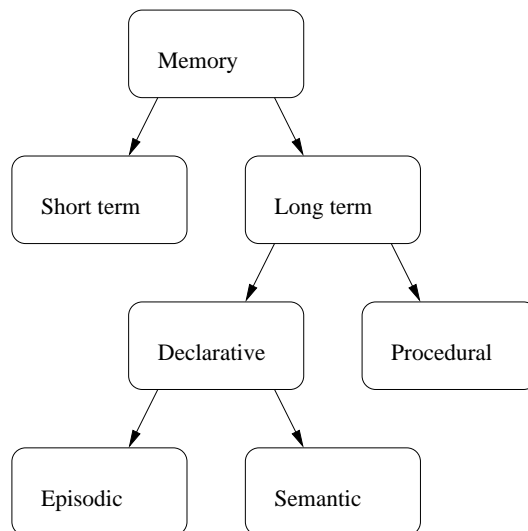 Memory
Short term
Long term
Declarative
Procedural
Episodic
Semantic